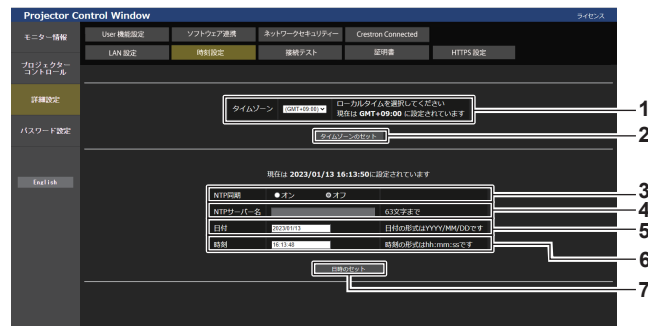 Projector Control Window
ライセンス
モニター情報
User 機能設定
ソフトウェア連携
ネットワークセキュリティー
Crestron Connected
LAN 設定
時刻設定
接続テスト
証明書
HTTPS 設定
プロジェクター
コントロール
詳細設定
パスワード設定
English
タイムゾーン
(GMT+09:00)
ローカルタイムを選択してください
現在は GMT+09:00 に設定されています
1
タイムゾーンのセット
2
現在は 2023/01/13 16:13:50に設定されています
NTP同期
オン
オフ
3
NTPサーバー名
63文字まで
4
日付
2023/01/13
日付の形式はYYYY/MM/DDです
5
時刻
16:13:48
時刻の形式はhh:mm:ssです
6
日時のセット
7